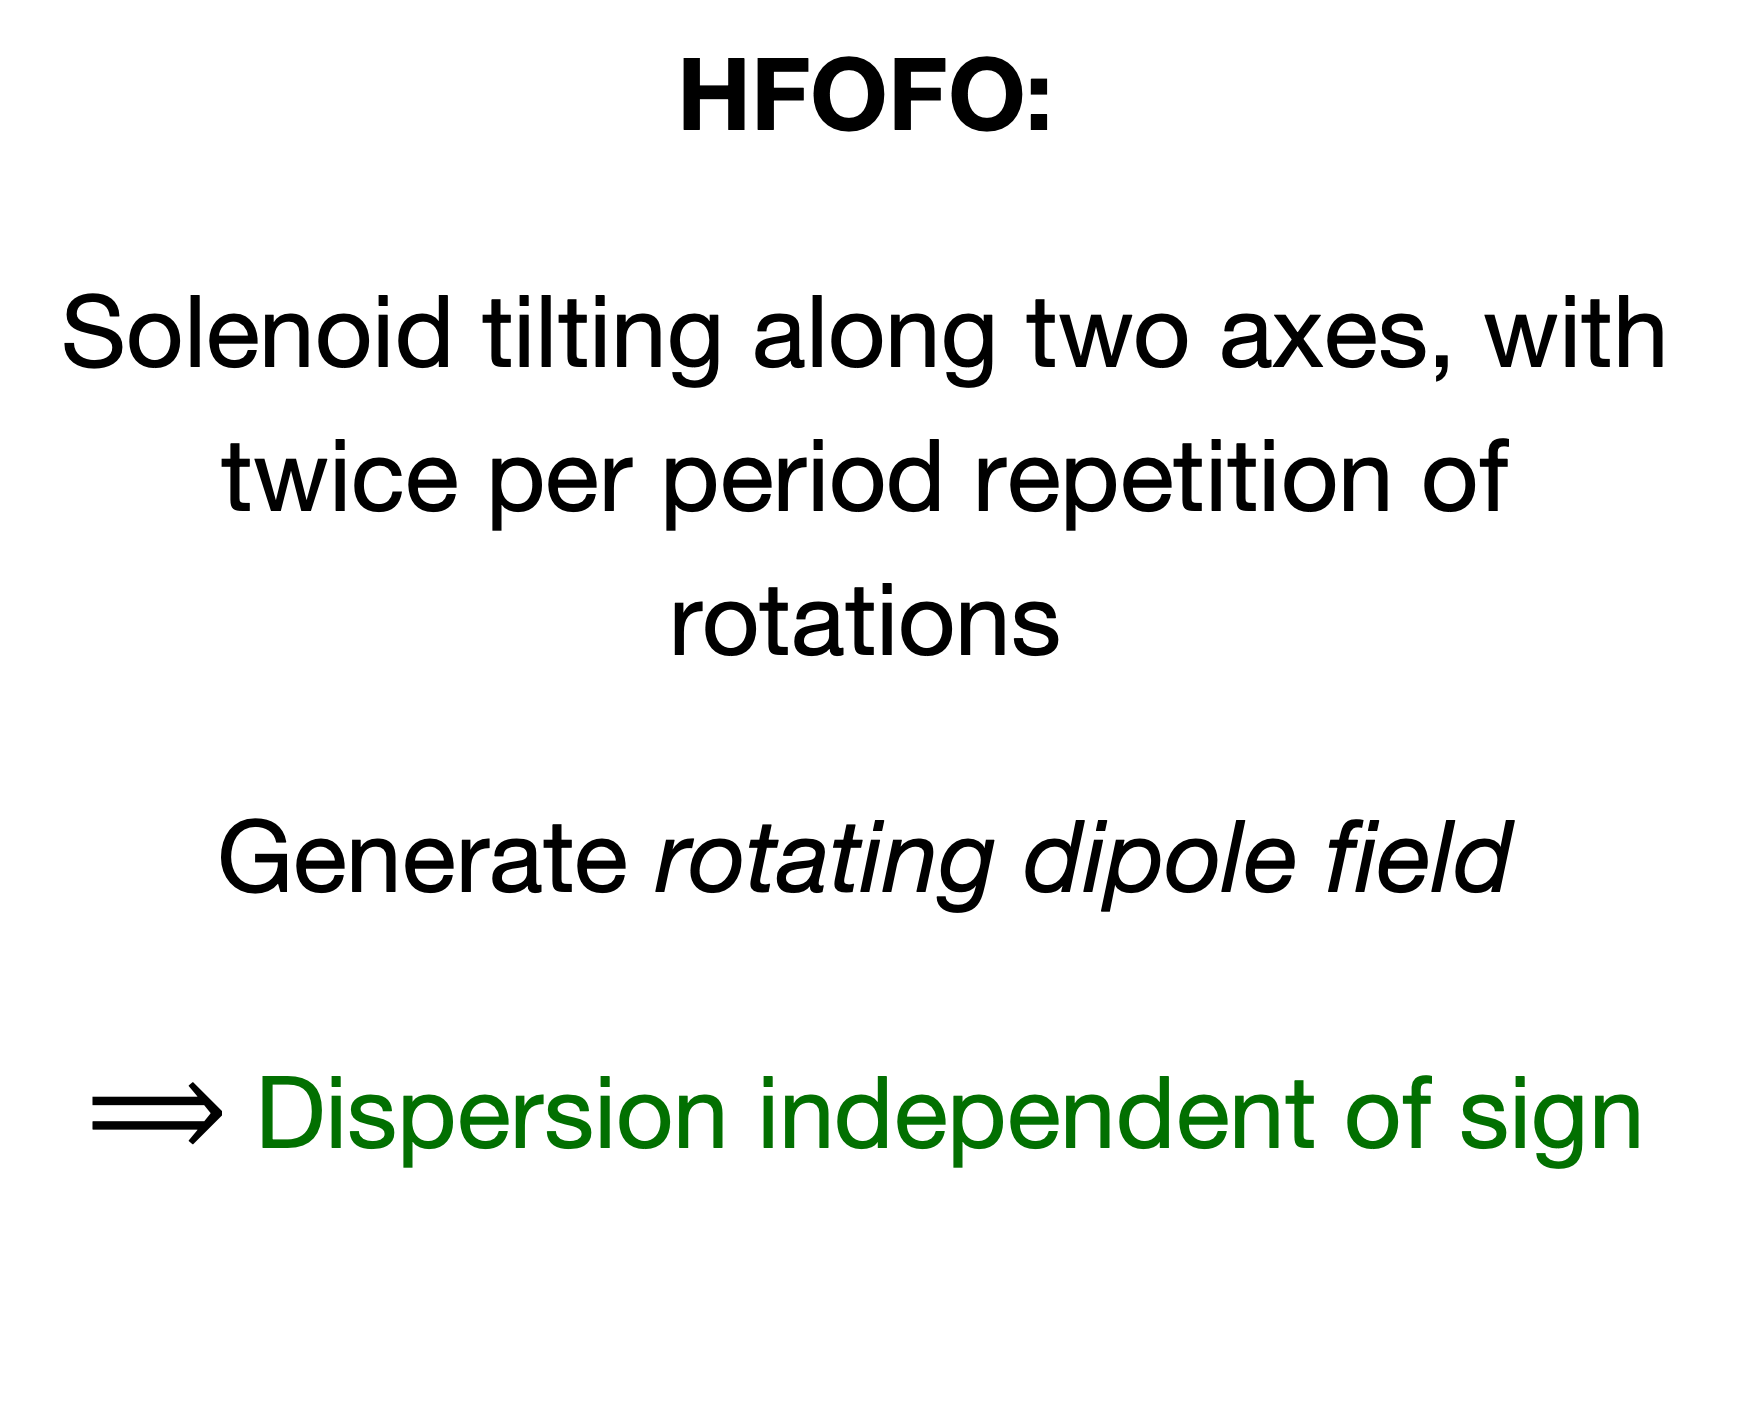 HFOFO:
Solenoid tilting along two axes, with
twice per period repetition of
rotations
Generate rotating dipole field
⟹ Dispersion independent of sign